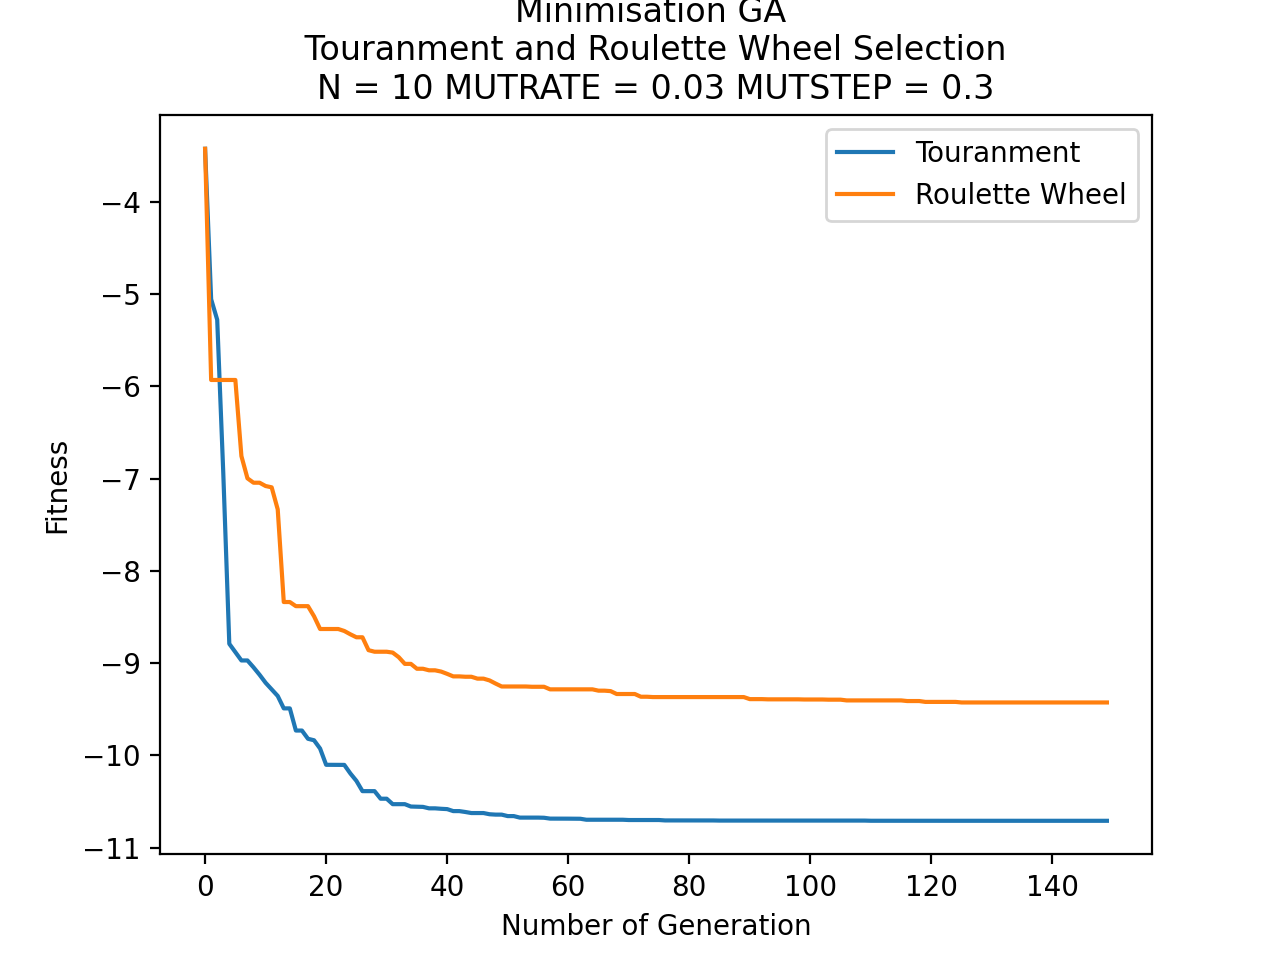 Minimisation GA
Touranment and Roulette Wheel Selection
N = 10 MUTRATE = 0.03 MUTSTEP = 0.3
Touranment
Roulette Wheel
−4
−5
−6
−7
−8
−9
−10
−11
Fitness
0 20 40 60 80 100 120 140
Number of Generation